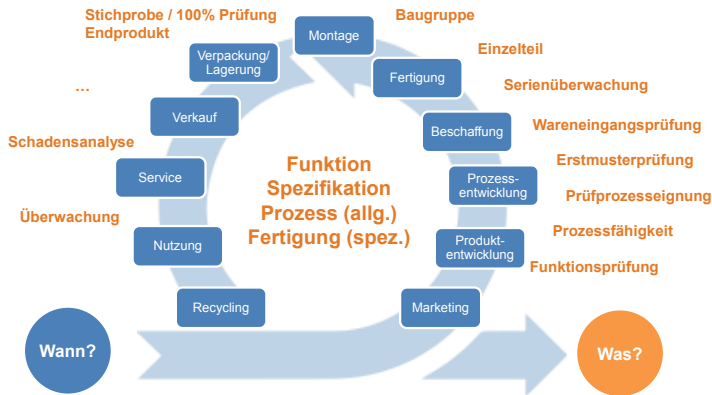 Stichprobe / 100% Prüfung
Endprodukt
Baugruppe
Montage
Verpackung/
Lagerung
Einzelteil
Fertigung
Serienüberwachung
…
Verkauf
Beschaffung
Wareneingangsprüfung
Schadensanalyse
Service
Funktion
Spezifikation
Prozess (allg.)
Fertigung (spez.)
Erstmusterprüfung
Prozess-
entwicklung
Prüfprozesseignung
Überwachung
Nutzung
Prozessfähigkeit
Produkt-
entwicklung
Funktionsprüfung
Recycling
Marketing
Wann?
Was?